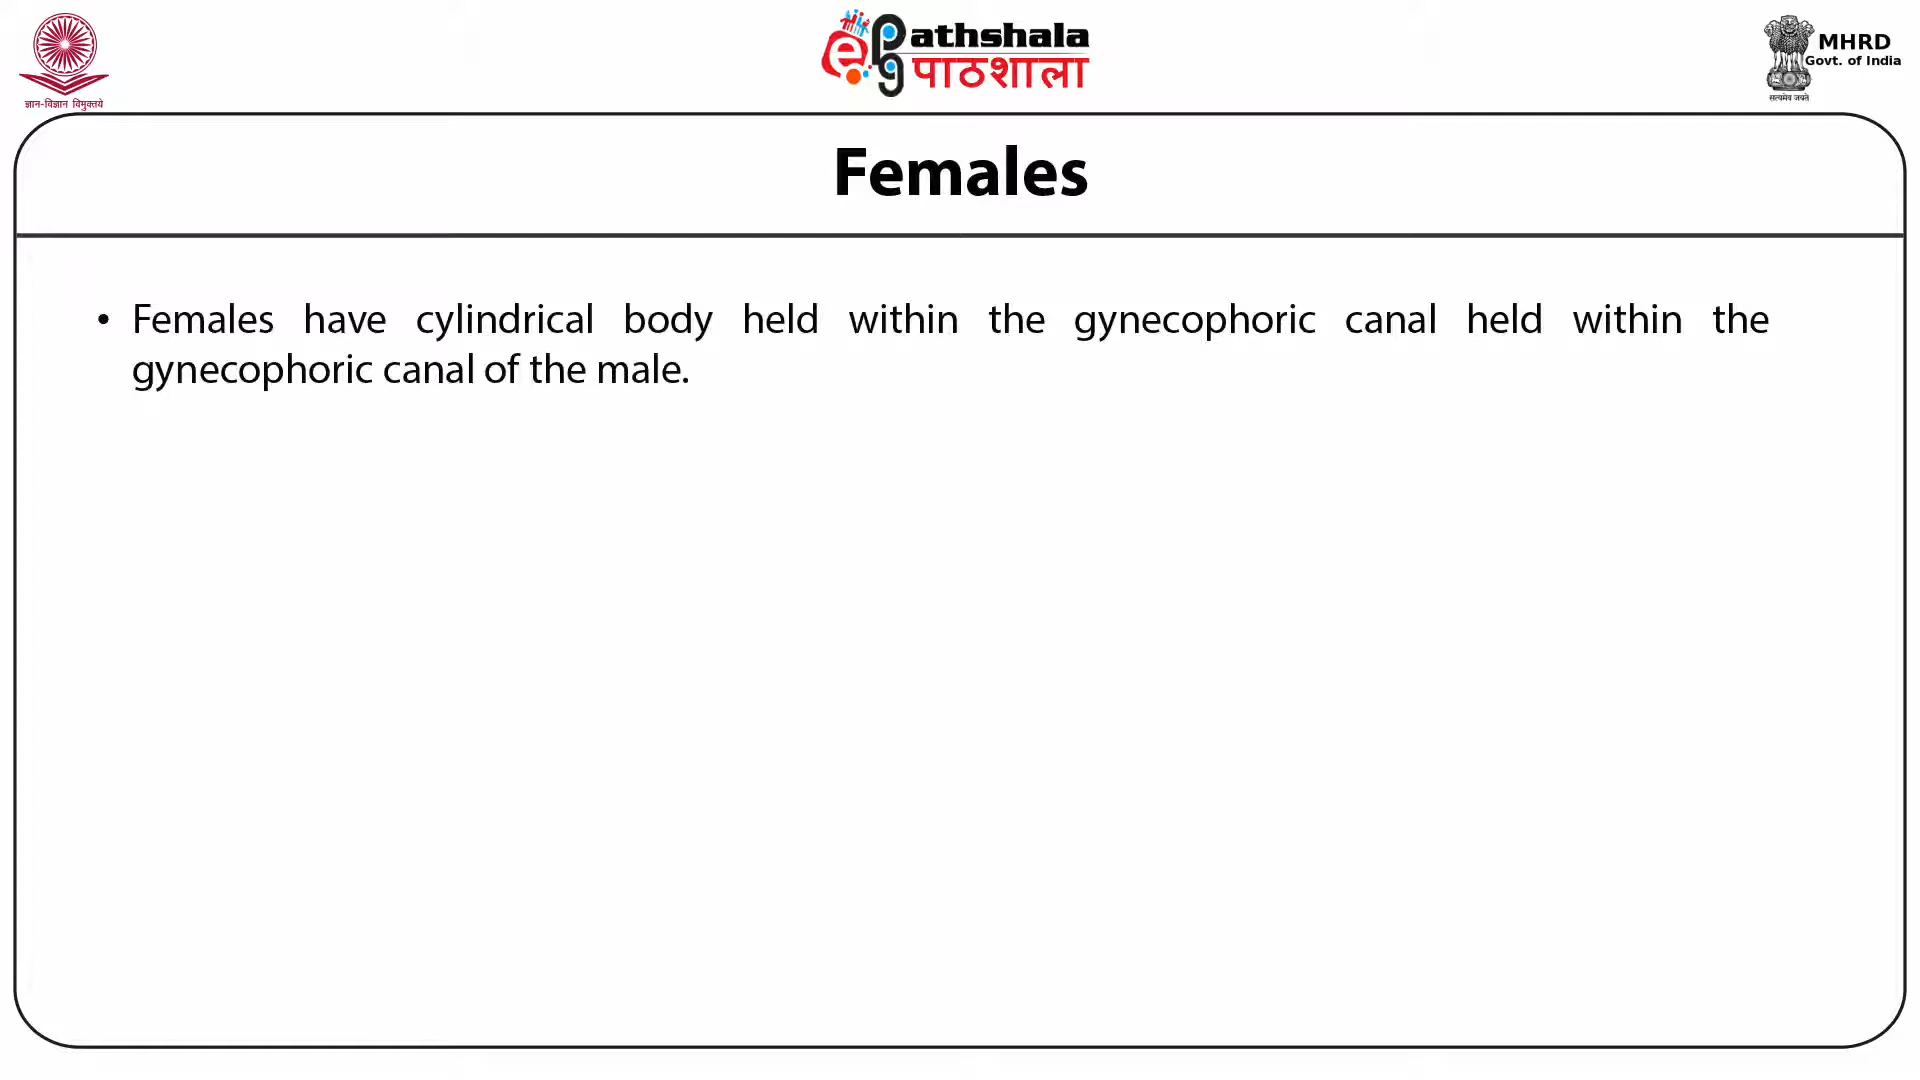 ज्ञान-विज्ञान विमुक्तये
e pg athshala
पाठशाला
MHRD
Govt. of India
सत्यमेव जयते
Females
• Females have cylindrical body held within the gynecophoric canal held within the
gynecophoric canal of the male.